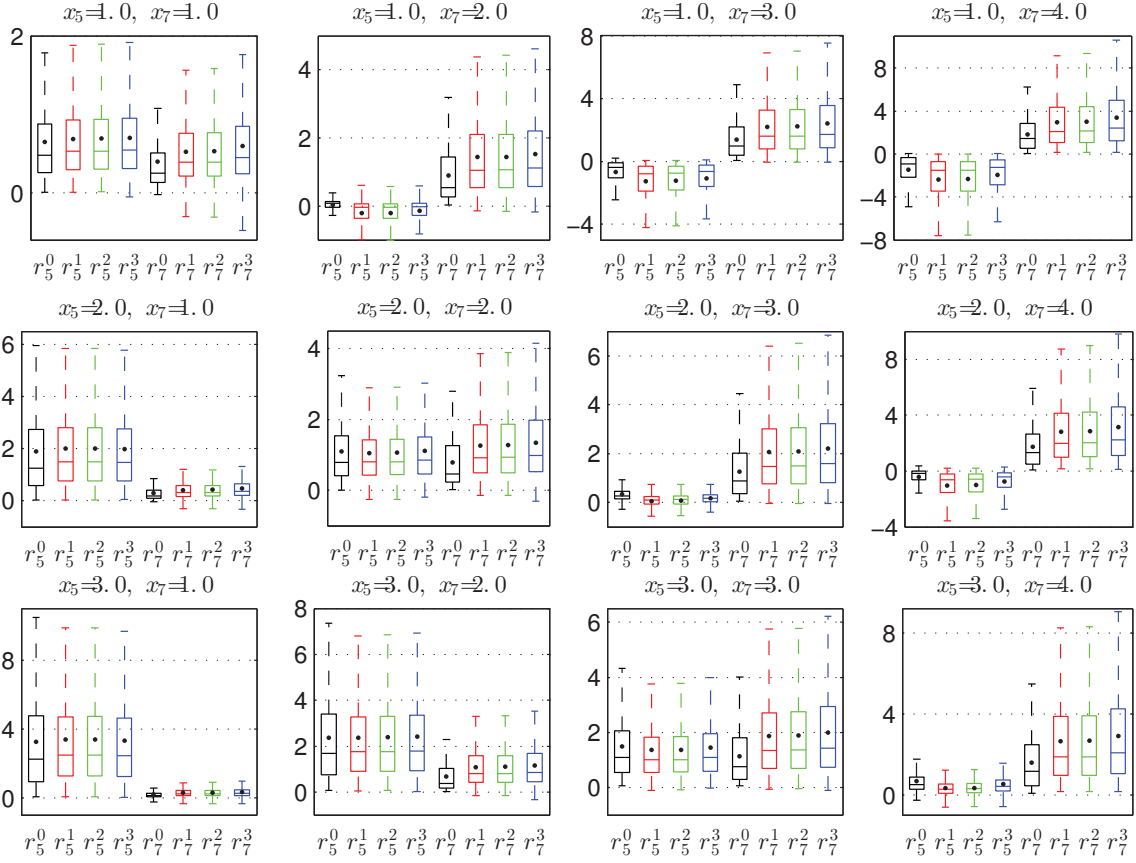 x₅=1.0, x₇=1.0
2
0
r₅⁰ r₅¹ r₅² r₅³ r₇⁰ r₇¹ r₇² r₇³
x₅=1.0, x₇=2.0
4
2
0
r₅⁰ r₅¹ r₅² r₅³ r₇⁰ r₇¹ r₇² r₇³
x₅=1.0, x₇=3.0
8
4
0
−4
r₅⁰ r₅¹ r₅² r₅³ r₇⁰ r₇¹ r₇² r₇³
x₅=1.0, x₇=4.0
8
4
0
−4
−8
r₅⁰ r₅¹ r₅² r₅³ r₇⁰ r₇¹ r₇² r₇³
x₅=2.0, x₇=1.0
6
4
2
0
r₅⁰ r₅¹ r₅² r₅³ r₇⁰ r₇¹ r₇² r₇³
x₅=2.0, x₇=2.0
4
2
0
r₅⁰ r₅¹ r₅² r₅³ r₇⁰ r₇¹ r₇² r₇³
x₅=2.0, x₇=3.0
6
4
2
0
r₅⁰ r₅¹ r₅² r₅³ r₇⁰ r₇¹ r₇² r₇³
x₅=2.0, x₇=4.0
8
4
0
−4
r₅⁰ r₅¹ r₅² r₅³ r₇⁰ r₇¹ r₇² r₇³
x₅=3.0, x₇=1.0
8
4
0
r₅⁰ r₅¹ r₅² r₅³ r₇⁰ r₇¹ r₇² r₇³
x₅=3.0, x₇=2.0
8
6
4
2
0
r₅⁰ r₅¹ r₅² r₅³ r₇⁰ r₇¹ r₇² r₇³
x₅=3.0, x₇=3.0
6
4
2
0
r₅⁰ r₅¹ r₅² r₅³ r₇⁰ r₇¹ r₇² r₇³
x₅=3.0, x₇=4.0
8
4
0
r₅⁰ r₅¹ r₅² r₅³ r₇⁰ r₇¹ r₇² r₇³